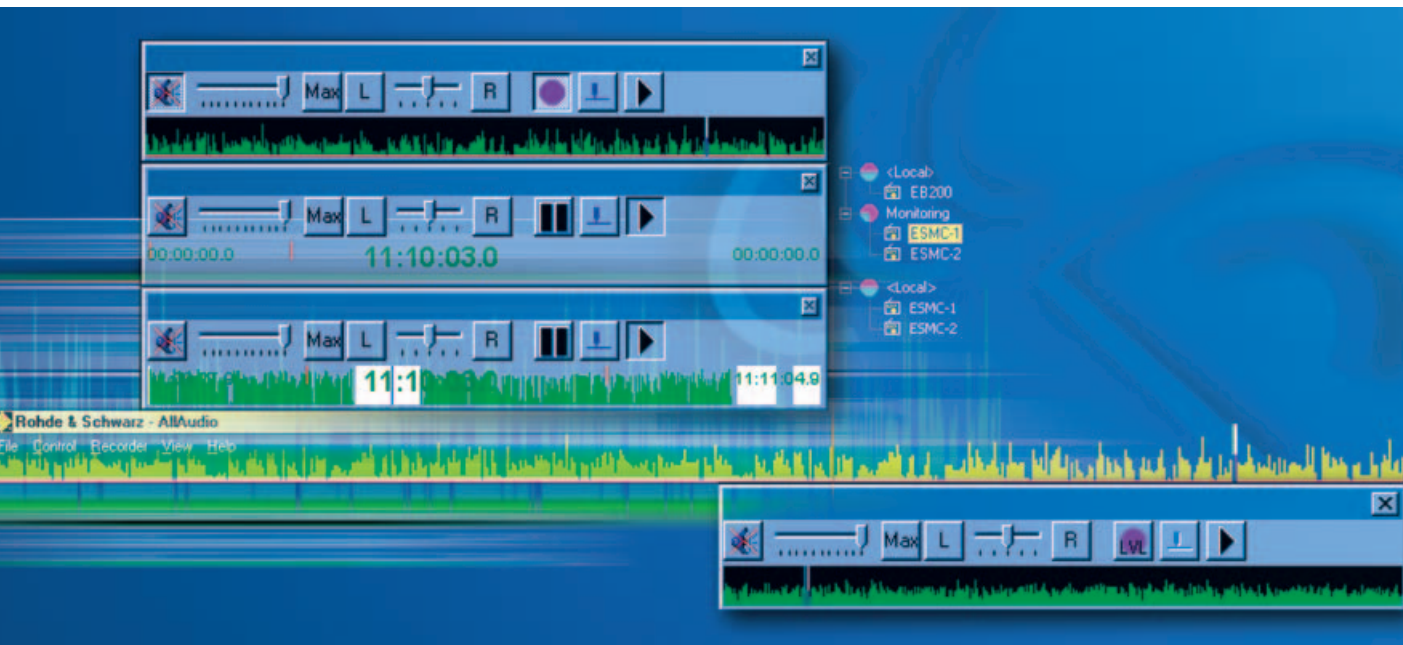 Max L R
<Local>
EB200
Monitoring
ESMC-1
ESMC-2
Max L R
00:00:00.0 11:10:03.0 00:00:00.0
<Local>
ESMC-1
ESMC-2
Max L R
11:11:04.9
Rohde & Schwarz - AllAudio
File Control Recorder View Help
Max L R LVL